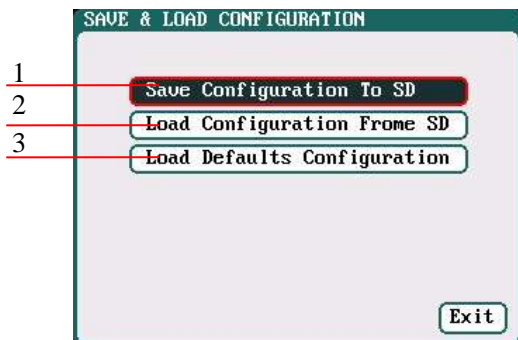 SAVE & LOAD CONFIGURATION
1
Save Configuration To SD
2
Load Configuration Frome SD
3
Load Defaults Configuration
Exit